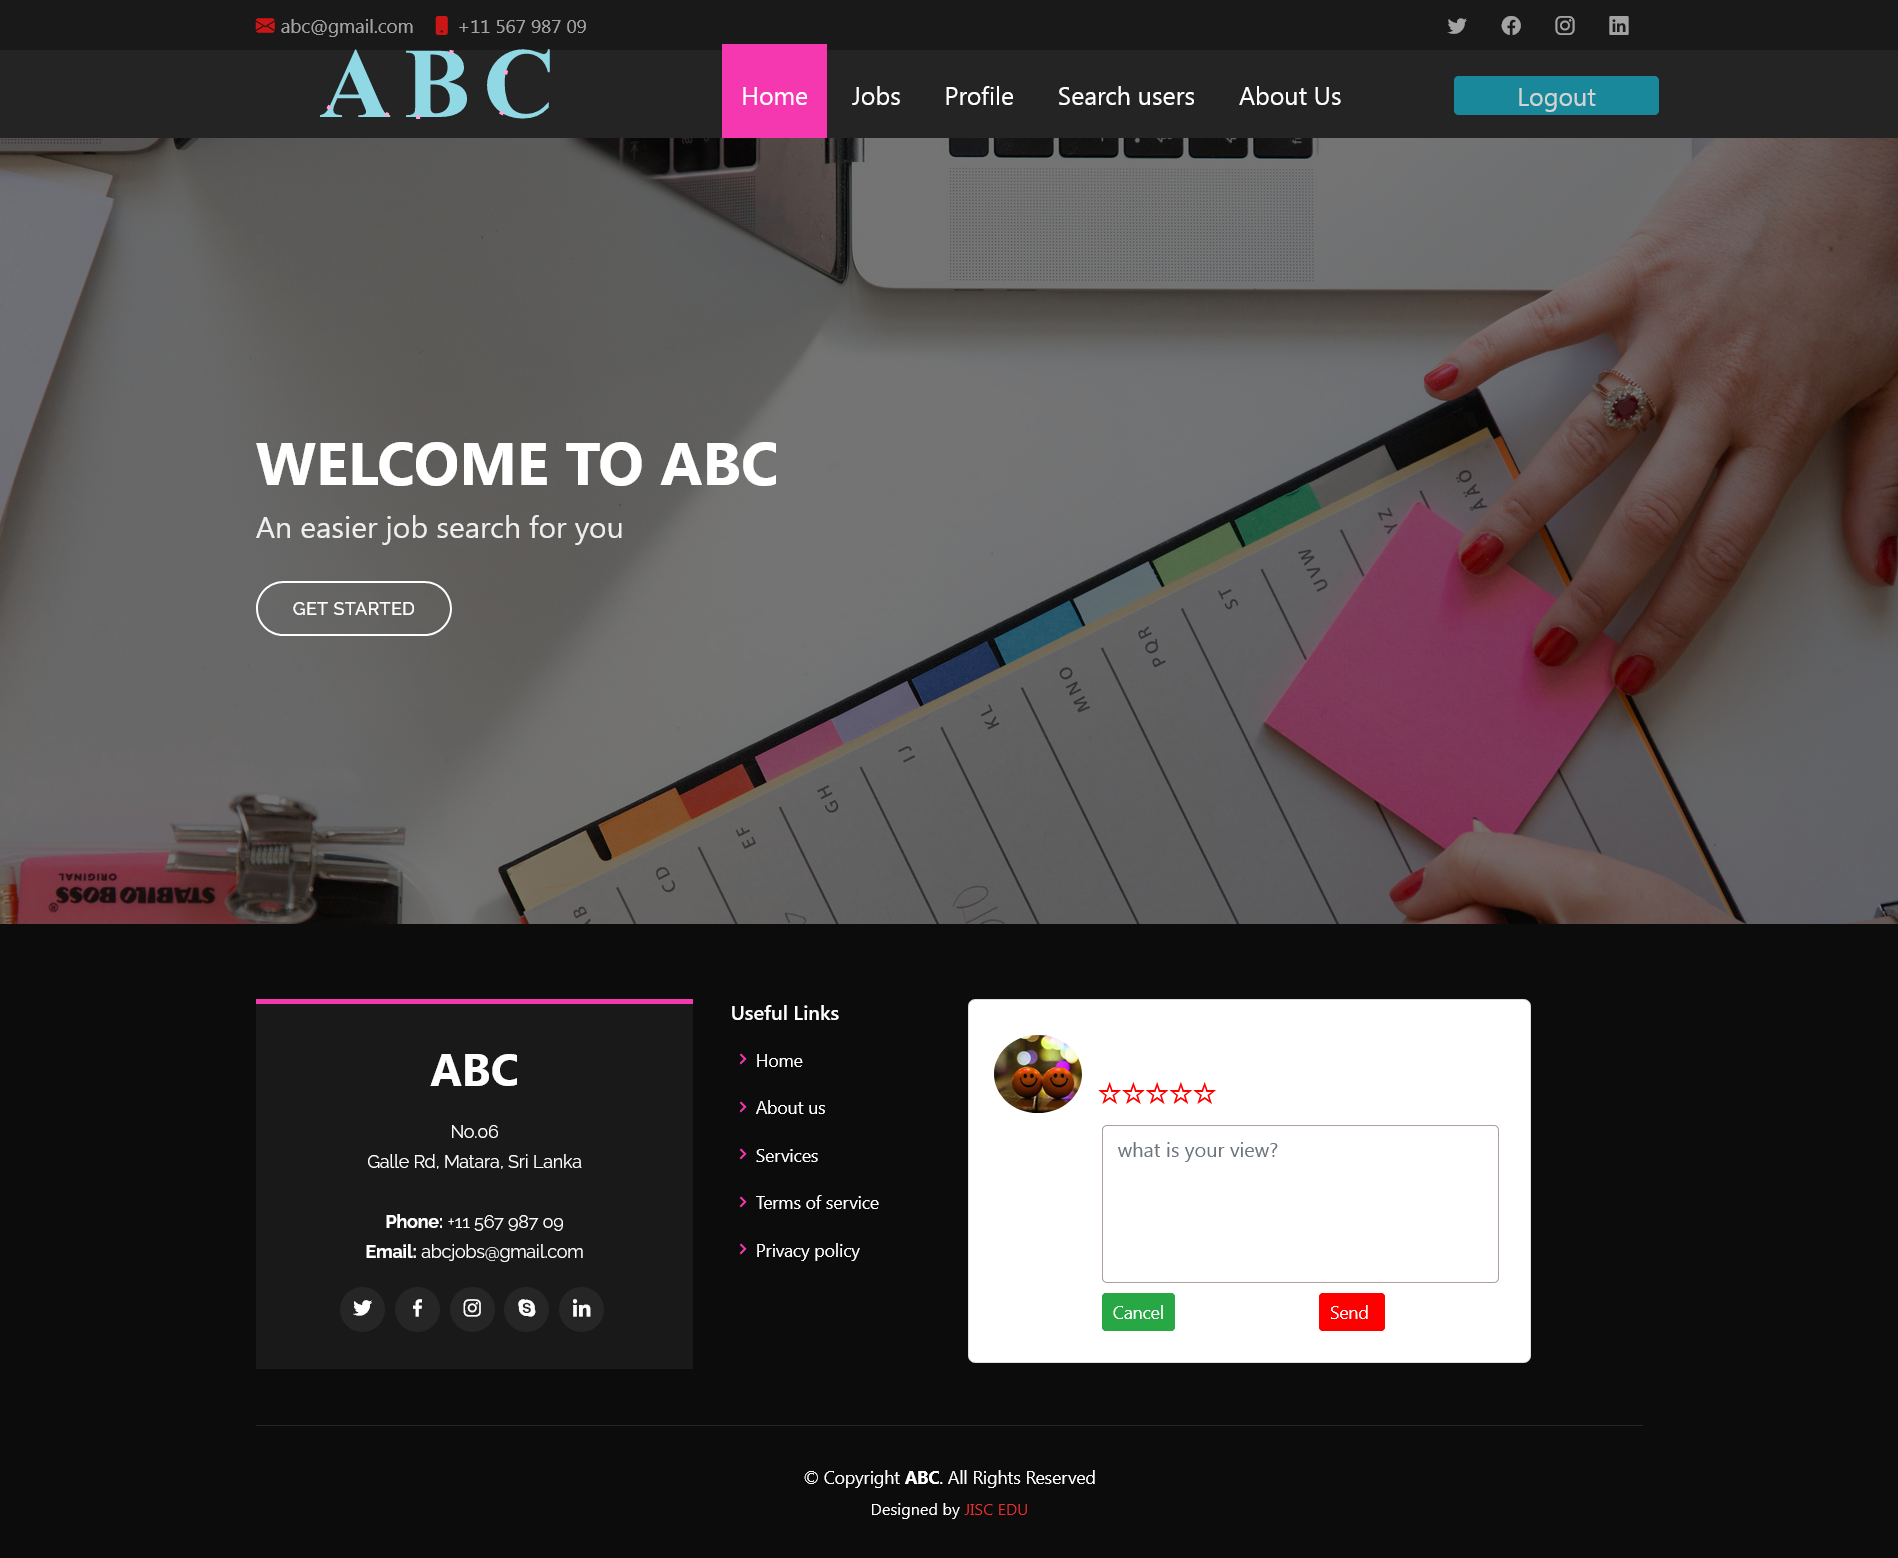 abc@gmail.com +11 567 987 09
ABC
Home Jobs Profile Search users About Us Logout
WELCOME TO ABC
An easier job search for you
GET STARTED
ÅÄÖ
YZ
UVW
ST
PQR
MNO
KL
IJ
GH
EF
CD
AB
STABILO BOSS
ORIGINAL
ABC
No.06
Galle Rd, Matara, Sri Lanka
Phone: +11 567 987 09
Email: abcjobs@gmail.com
Useful Links
Home
About us
Services
Terms of service
Privacy policy
what is your view?
Cancel Send
© Copyright ABC. All Rights Reserved
Designed by JISC EDU